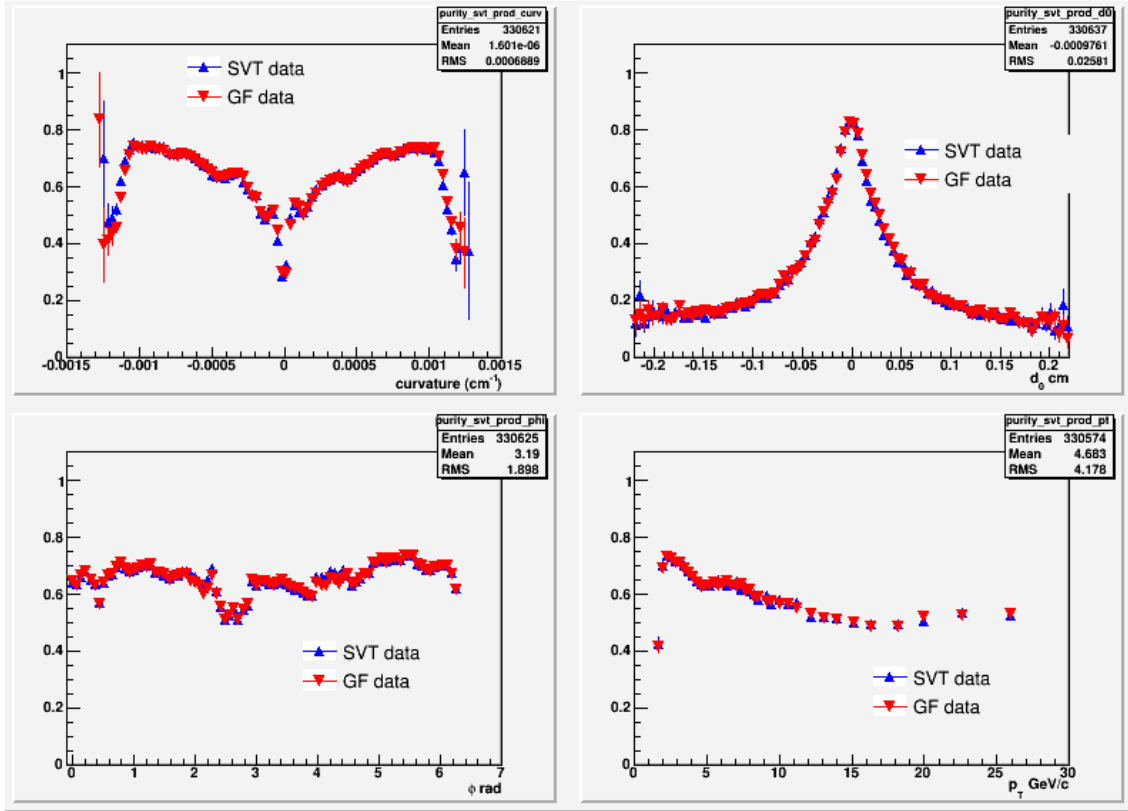 purity_svt_prod_curv
Entries 330621
Mean 1.601e-06
RMS 0.0006889
SVT data
GF data
1
0.8
0.6
0.4
0.2
0
-0.0015 -0.001 -0.0005 0 0.0005 0.001 0.0015
curvature (cm⁻¹)
purity_svt_prod_d0
Entries 330637
Mean -0.0009761
RMS 0.02581
SVT data
GF data
1
0.8
0.6
0.4
0.2
0
-0.2 -0.15 -0.1 -0.05 0 0.05 0.1 0.15 0.2
d₀ cm
purity_svt_prod_phi
Entries 330625
Mean 3.19
RMS 1.898
SVT data
GF data
1
0.8
0.6
0.4
0.2
0
0 1 2 3 4 5 6 7
ϕ rad
purity_svt_prod_pt
Entries 330574
Mean 4.683
RMS 4.178
SVT data
GF data
1
0.8
0.6
0.4
0.2
0
0 5 10 15 20 25 30
p_T GeV/c